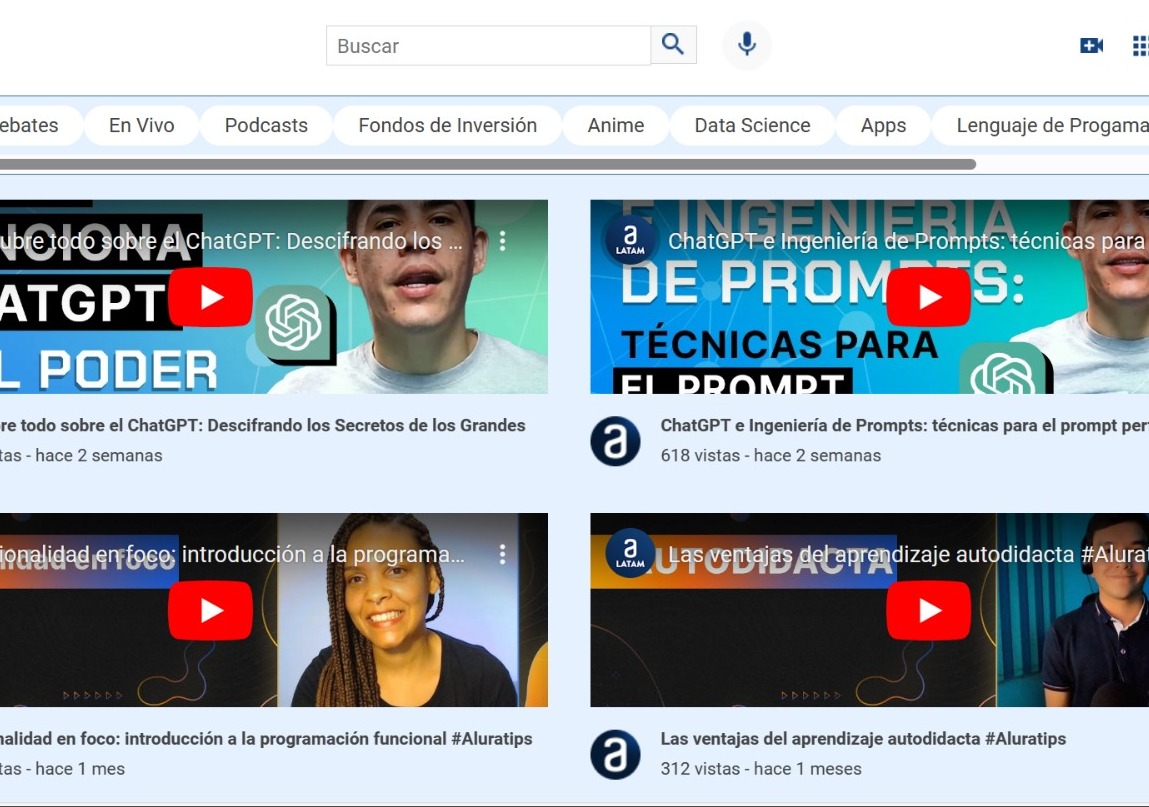 Buscar
ebates En Vivo Podcasts Fondos de Inversión Anime Data Science Apps Lenguaje de Progama
NCIONA
ubre todo sobre el ChatGPT: Descifrando los ...
ATGPT
L PODER
E INGENIERÍA
a LATAM
ChatGPT e Ingeniería de Prompts: técnicas para
DE PROMPTS:
TÉCNICAS PARA
EL PROMPT
re todo sobre el ChatGPT: Descifrando los Secretos de los Grandes
tas - hace 2 semanas
a
ChatGPT e Ingeniería de Prompts: técnicas para el prompt per
618 vistas - hace 2 semanas
ionalidad en foco: introducción a la programa...
lidad en foco
a LATAM
Las ventajas del aprendizaje autodidacta #Alurat
AUTODIDACTA
nalidad en foco: introducción a la programación funcional #Aluratips
tas - hace 1 mes
a
Las ventajas del aprendizaje autodidacta #Aluratips
312 vistas - hace 1 meses